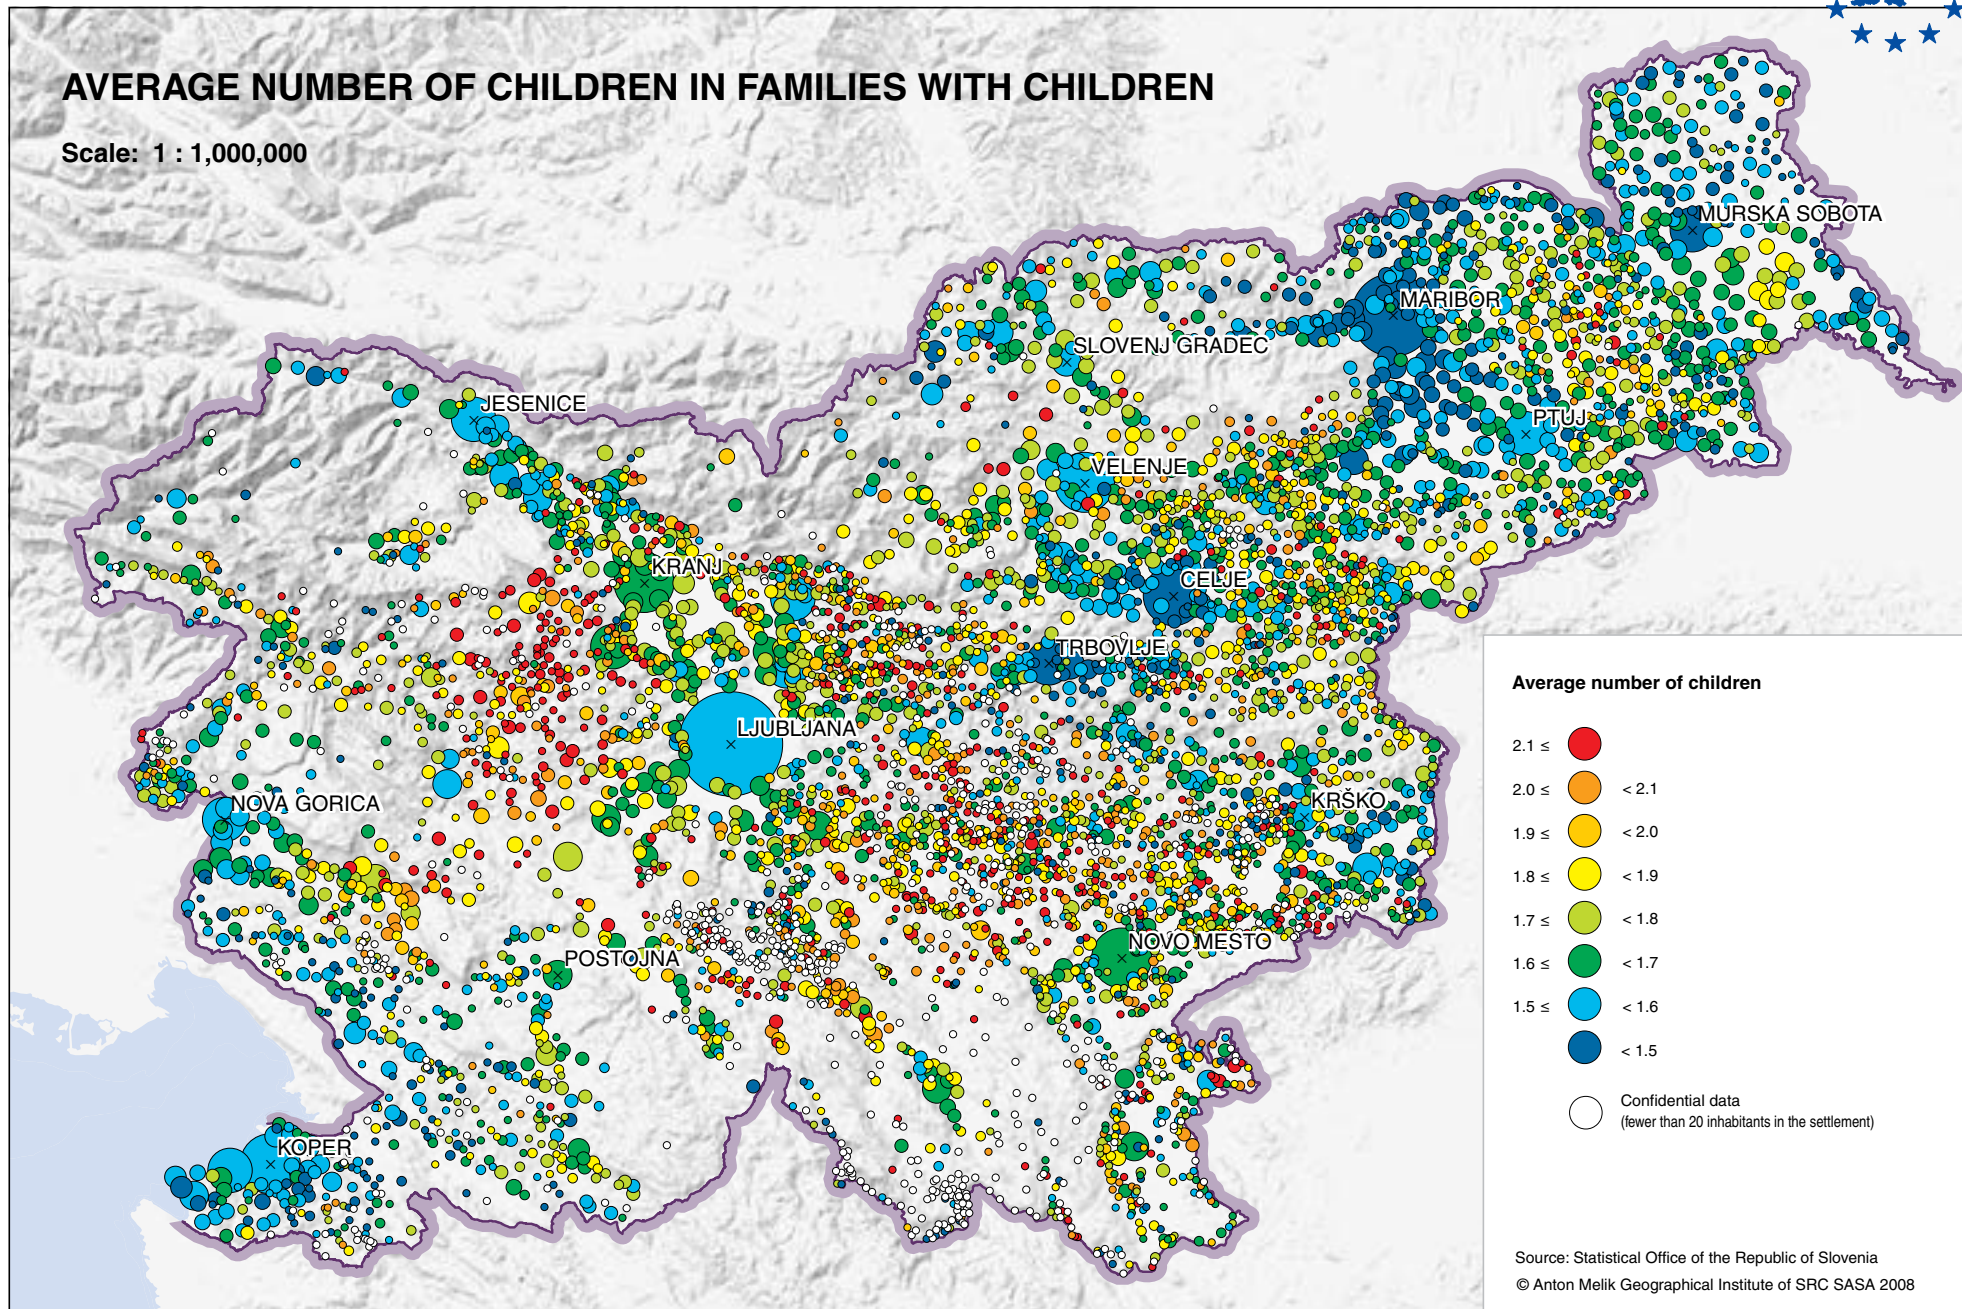 AVERAGE NUMBER OF CHILDREN IN FAMILIES WITH CHILDREN
Scale: 1 : 1,000,000
MURSKA SOBOTA
MARIBOR
SLOVENJ GRADEC
JESENICE
PTUJ
VELENJE
KRANJ
CELJE
TRBOVLJE
LJUBLJANA
NOVA GORICA
KRŠKO
NOVO MESTO
POSTOJNA
KOPER
Average number of children
2.1 ≤
2.0 ≤ < 2.1
1.9 ≤ < 2.0
1.8 ≤ < 1.9
1.7 ≤ < 1.8
1.6 ≤ < 1.7
1.5 ≤ < 1.6
< 1.5
Confidential data
(fewer than 20 inhabitants in the settlement)
Source: Statistical Office of the Republic of Slovenia
© Anton Melik Geographical Institute of SRC SASA 2008